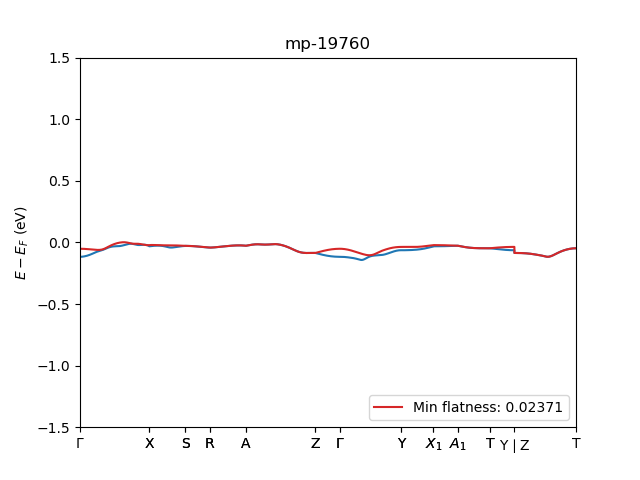 mp-19760
1.5
1.0
0.5
0.0
−0.5
−1.0
−1.5
E − E_F (eV)
Γ X S R A Z Γ Y X₁ A₁ T Y | Z T
Min flatness: 0.02371